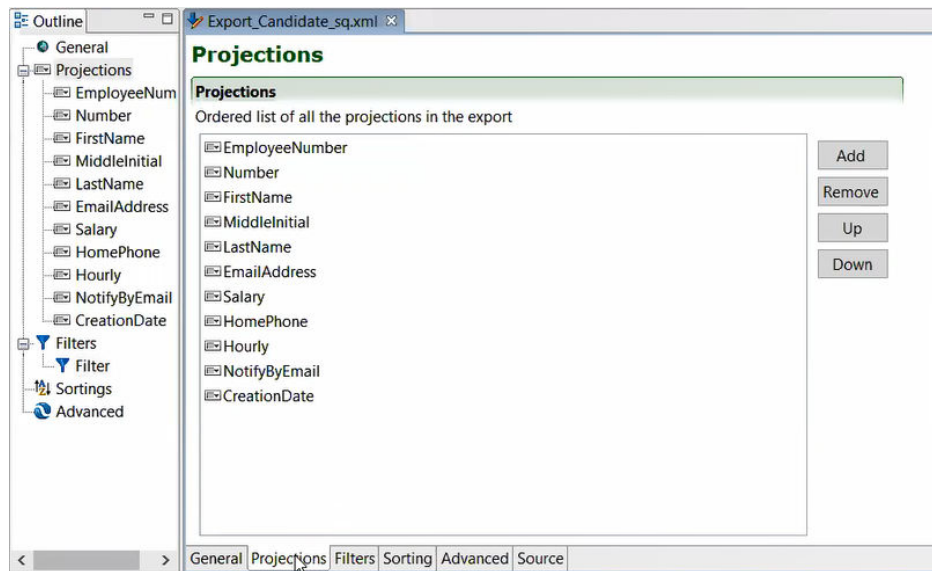 Outline
General
Projections
EmployeeNum
Number
FirstName
MiddleInitial
LastName
EmailAddress
Salary
HomePhone
Hourly
NotifyByEmail
CreationDate
Filters
Filter
Sortings
Advanced
Export_Candidate_sq.xml
Projections
Projections
Ordered list of all the projections in the export
EmployeeNumber
Number
FirstName
MiddleInitial
LastName
EmailAddress
Salary
HomePhone
Hourly
NotifyByEmail
CreationDate
Add
Remove
Up
Down
General Projections Filters Sorting Advanced Source